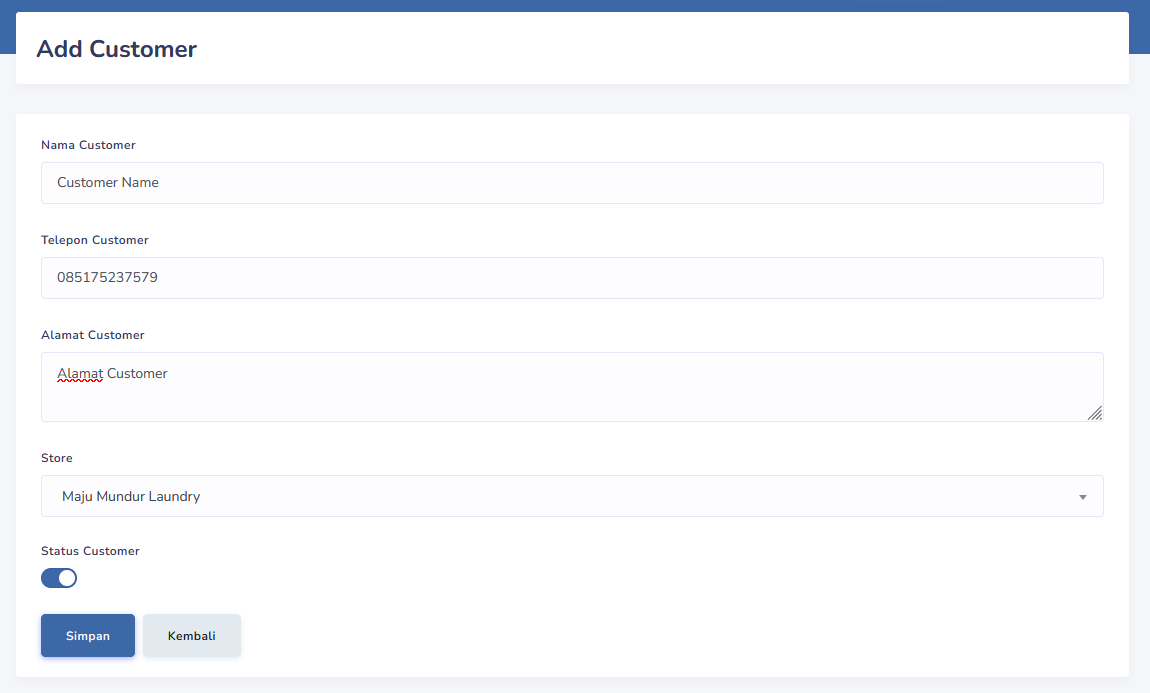 Add Customer
Nama Customer
Customer Name
Telepon Customer
085175237579
Alamat Customer
Alamat Customer
Store
Maju Mundur Laundry
Status Customer
Simpan Kembali